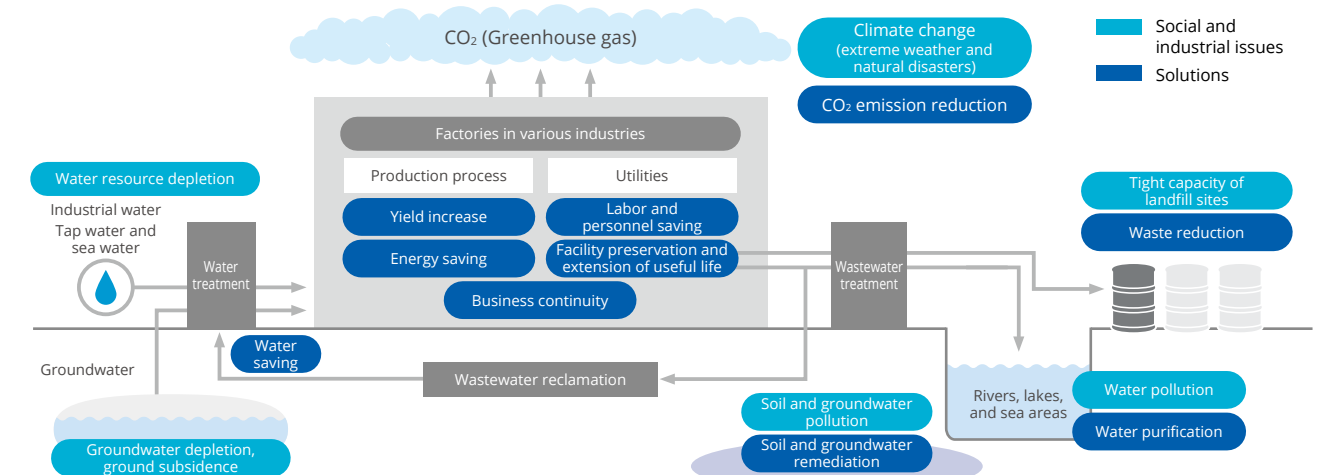 CO₂ (Greenhouse gas)
Climate change
(extreme weather and
natural disasters)
CO₂ emission reduction
Social and
industrial issues
Solutions
Factories in various industries
Production process
Utilities
Yield increase
Labor and
personnel saving
Energy saving
Facility preservation and
extension of useful life
Business continuity
Water resource depletion
Industrial water
Tap water and
sea water
Water
treatment
Wastewater
treatment
Tight capacity of
landfill sites
Waste reduction
Water
saving
Groundwater
Wastewater reclamation
Groundwater depletion,
ground subsidence
Soil and groundwater
pollution
Soil and groundwater
remediation
Rivers, lakes,
and sea areas
Water pollution
Water purification